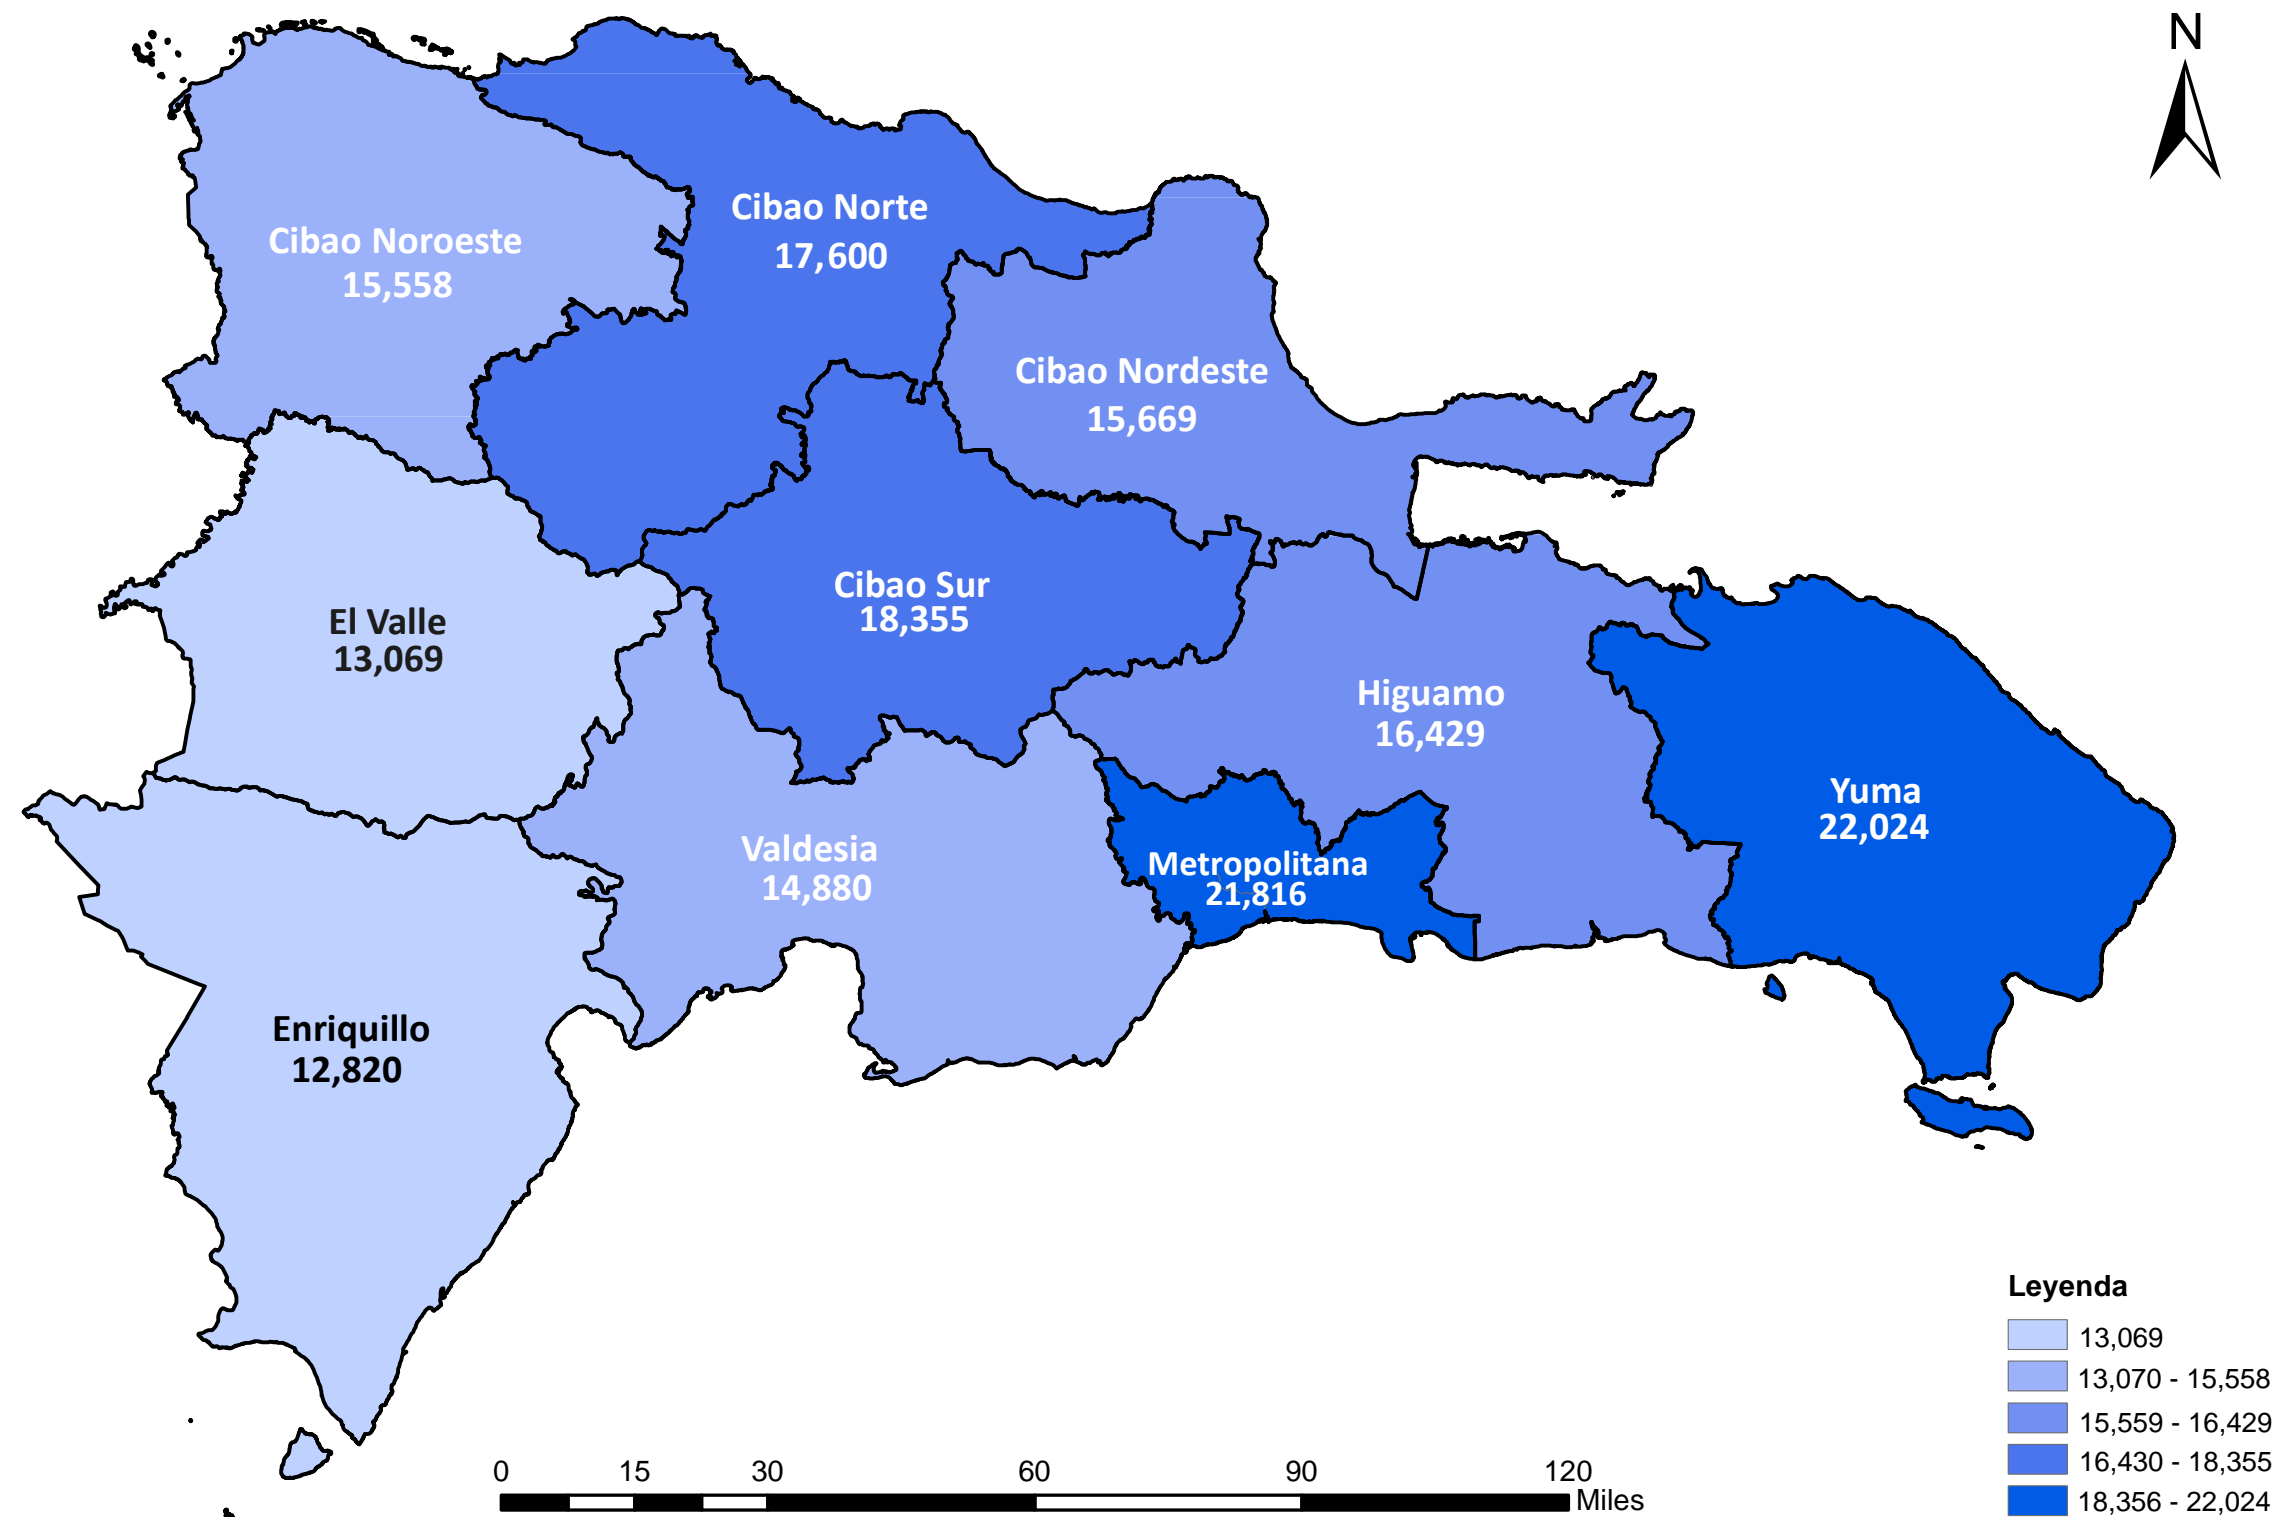 N
Cibao Norte
17,600
Cibao Noroeste
15,558
Cibao Nordeste
15,669
Cibao Sur
18,355
El Valle
13,069
Higuamo
16,429
Yuma
22,024
Valdesia
14,880
Metropolitana
21,816
Enriquillo
12,820
Leyenda
13,069
13,070 - 15,558
15,559 - 16,429
16,430 - 18,355
18,356 - 22,024
0 15 30 60 90 120
Miles